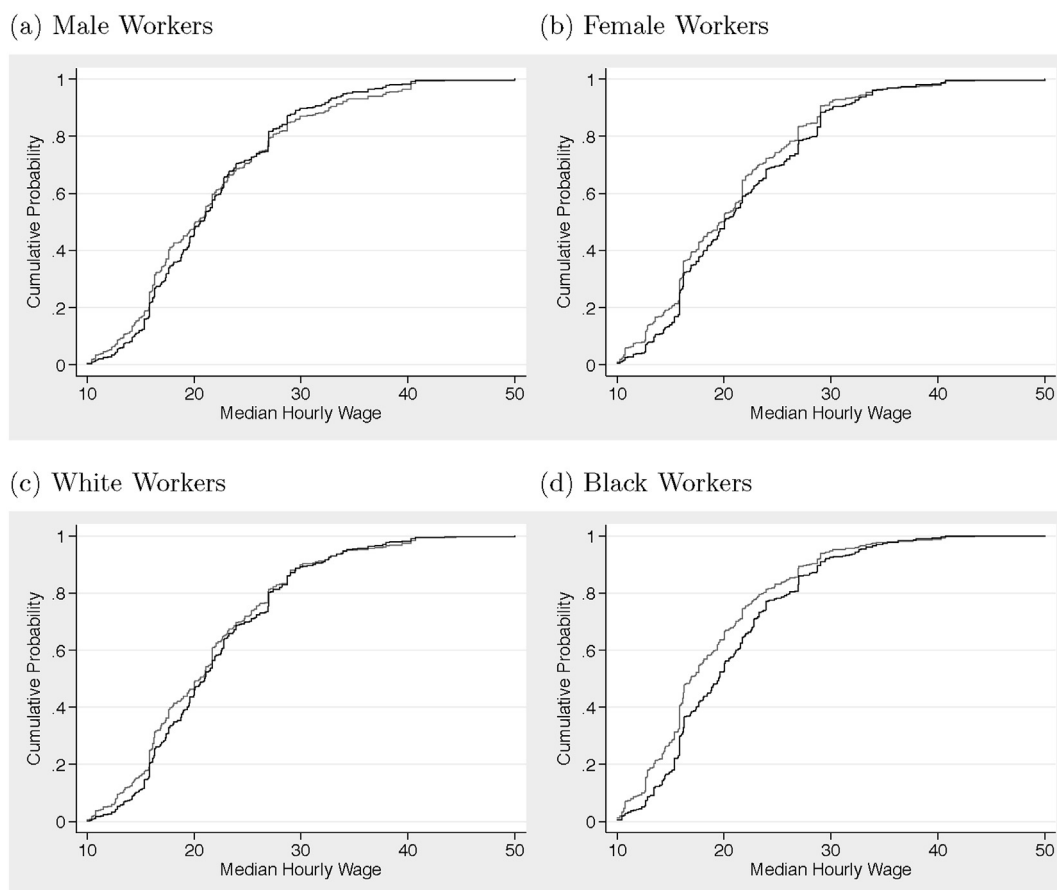 (a) Male Workers
(b) Female Workers
1
.8
.6
.4
.2
0
Cumulative Probability
10 20 30 40 50
Median Hourly Wage
1
.8
.6
.4
.2
0
Cumulative Probability
10 20 30 40 50
Median Hourly Wage
(c) White Workers
(d) Black Workers
1
.8
.6
.4
.2
0
Cumulative Probability
10 20 30 40 50
Median Hourly Wage
1
.8
.6
.4
.2
0
Cumulative Probability
10 20 30 40 50
Median Hourly Wage